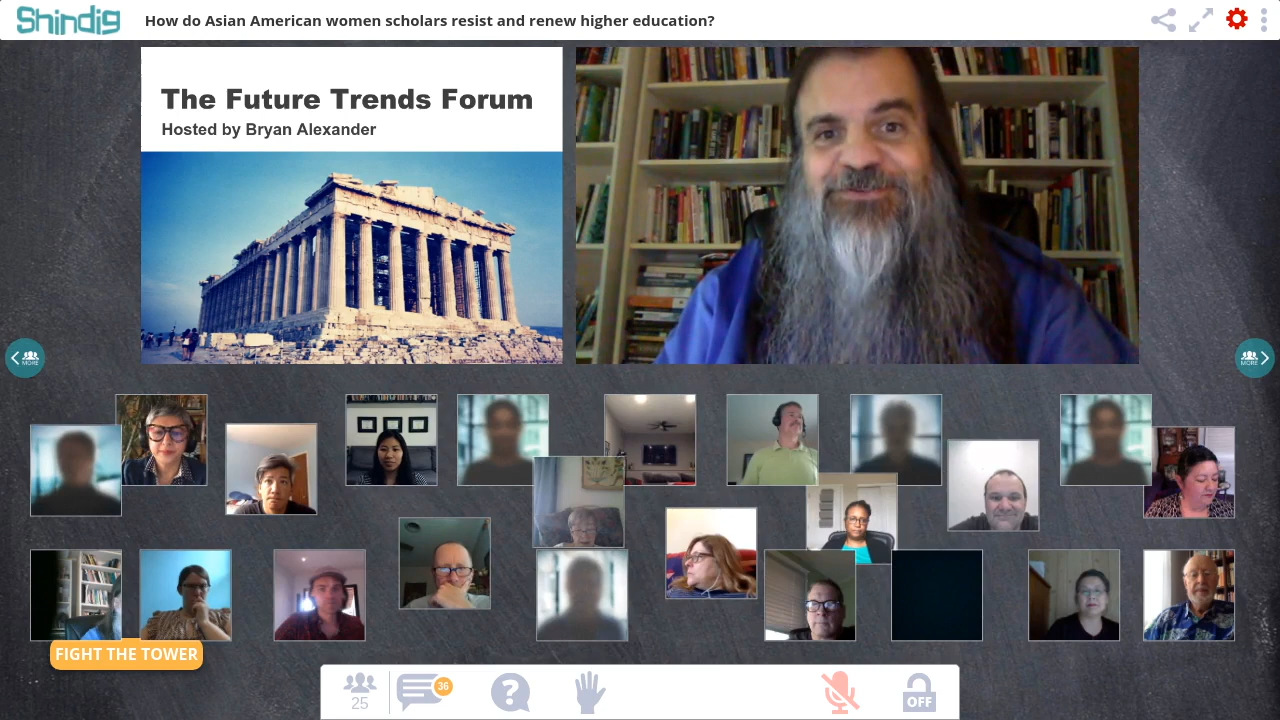 Shindig
How do Asian American women scholars resist and renew higher education?
The Future Trends Forum
Hosted by Bryan Alexander
MORE
MORE
FIGHT THE TOWER
25
36
?
OFF